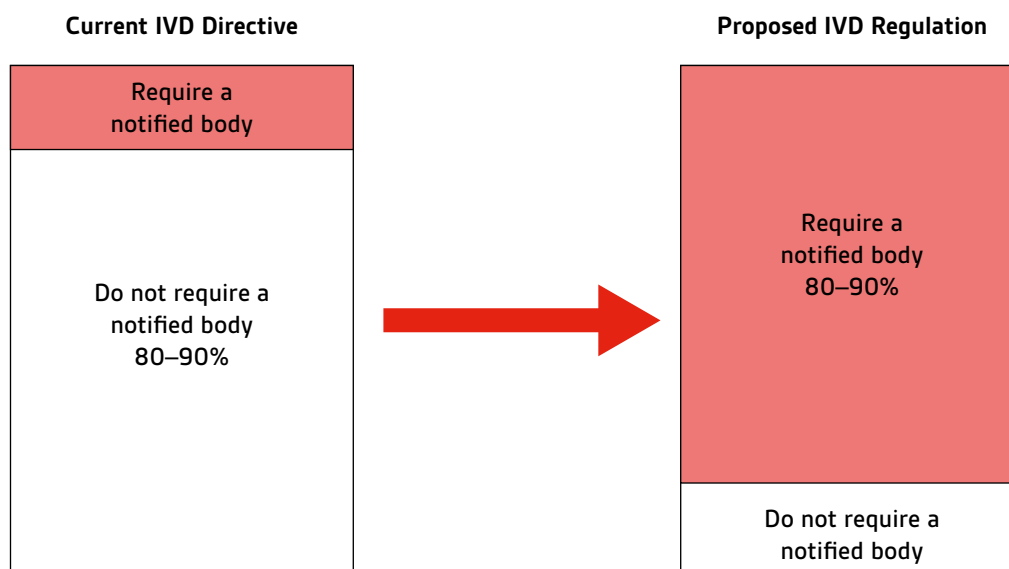 Current IVD Directive
Require a
notified body
Do not require a
notified body
80–90%
Proposed IVD Regulation
Require a
notified body
80–90%
Do not require a
notified body